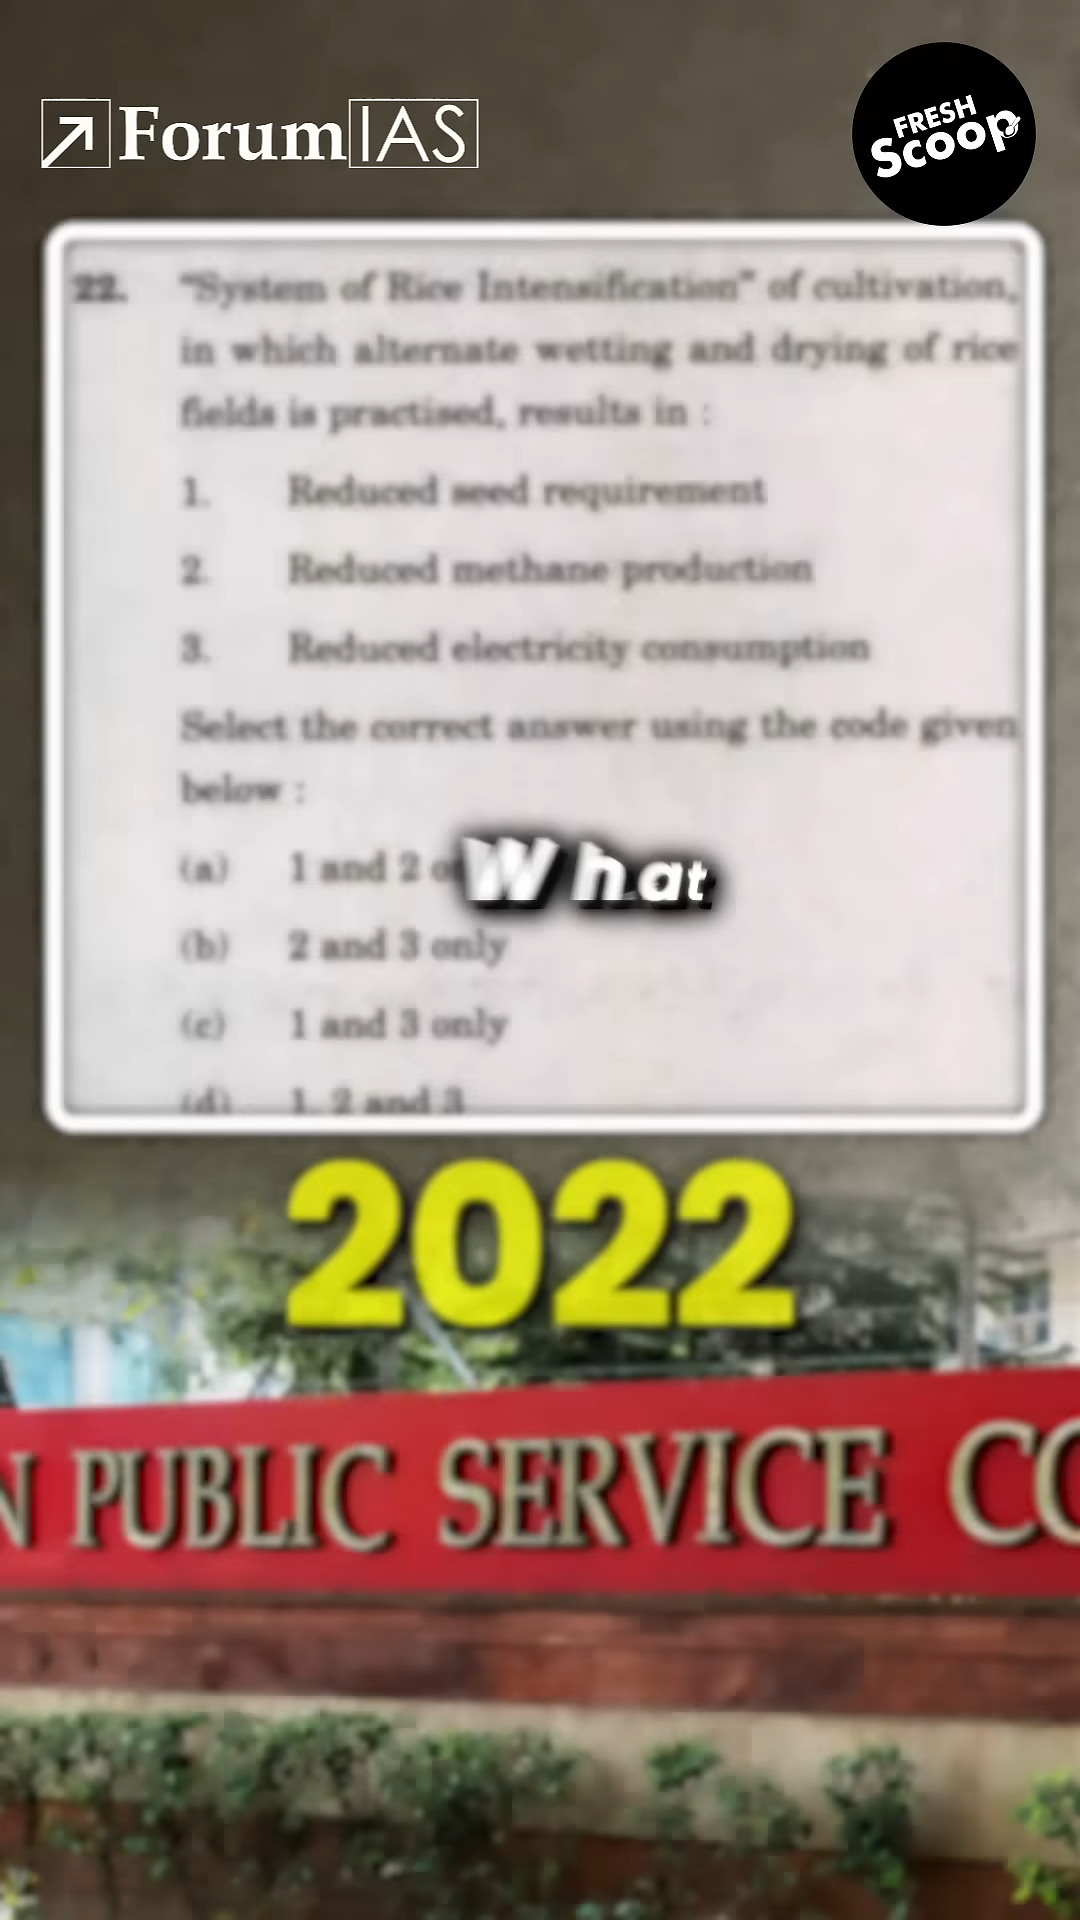 ForumIAS
FRESH
Scoop
22. "System of Rice Intensification" of cultivation,
in which alternate wetting and drying of rice
fields is practised, results in :
1. Reduced seed requirement
2. Reduced methane production
3. Reduced electricity consumption
Select the correct answer using the code given
below :
(a) 1 and 2
What
(b) 2 and 3 only
(c) 1 and 3 only
(d) 1, 2 and 3
2022
N PUBLIC SERVICE CO